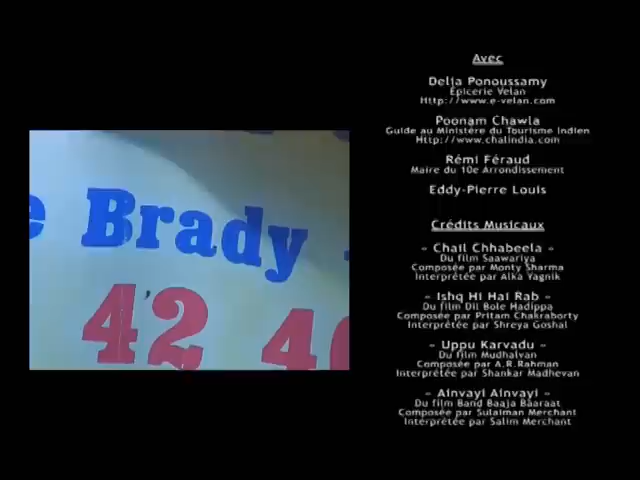 e Brady
42 4
Avec
Delia Ponoussamy
Epicerie Velan
Http://www.e-velan.com
Poonam Chawla
Guide au Ministère du Tourisme Indien
Http://www.chalindia.com
Rémi Féraud
Maire du 10e Arrondissement
Eddy-Pierre Louis
Crédits Musicaux
« Chail Chhabeela »
Du film Saawariya
Composée par Monty Sharma
Interprétée par Alka Yagnik
« Ishq Hi Hai Rab »
Du film Dil Bole Hadippa
Composée par Pritam Chakraborty
Interprétée par Shreya Goshal
« Uppu Karvadu »
Du film Mudhalvan
Composée par A.R.Rahman
Interprétée par Shankar Madhevan
« Ainvayi Ainvayi »
Du film Band Baaja Baaraat
Composée par Sulaiman Merchant
Interprétée par Salim Merchant